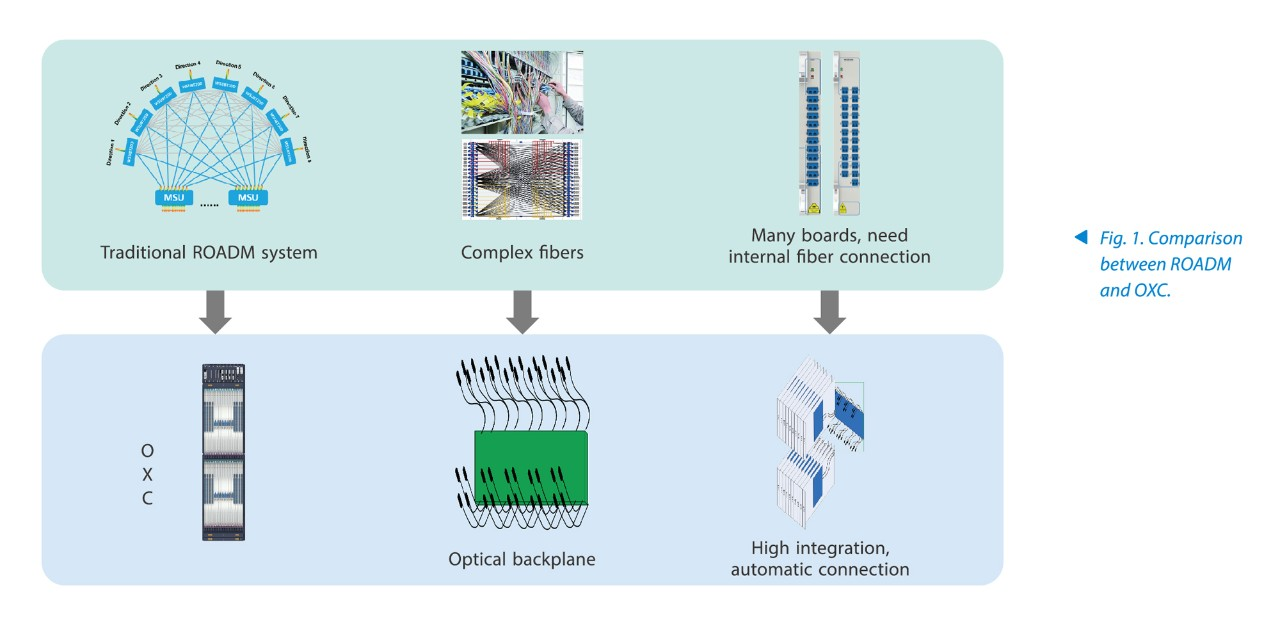 Direction 1
Direction 2
Direction 3
Direction 4
Direction 5
Direction 6
Direction 7
Direction 8
MSU
......
MSU
Traditional ROADM system
Complex fibers
Many boards, need
internal fiber connection
Fig. 1. Comparison
between ROADM
and OXC.
O
X
C
Optical backplane
High integration,
automatic connection